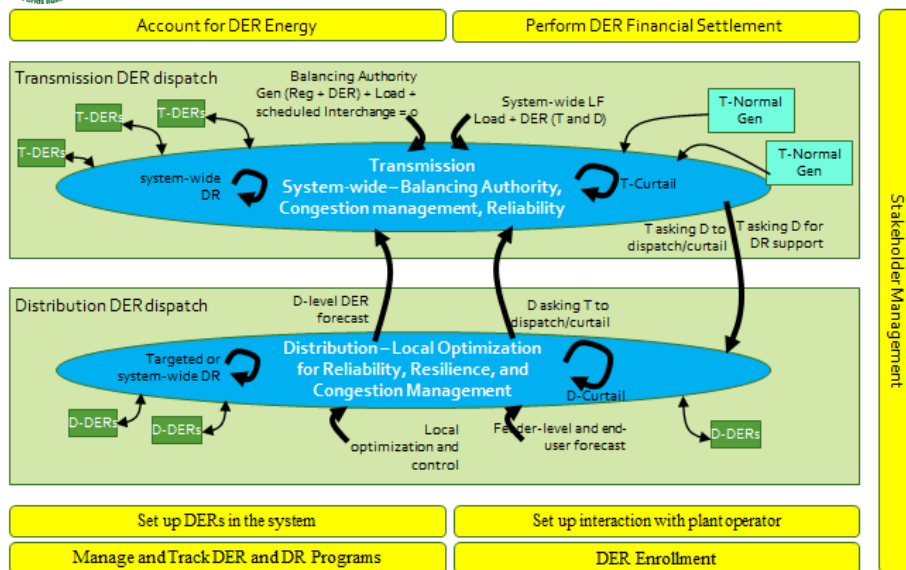 Account for DER Energy
Perform DER Financial Settlement
Transmission DER dispatch
Balancing Authority
Gen (Reg + DER) + Load +
scheduled Interchange = 0
System-wide LF
Load + DER (T and D)
T-Normal
Gen
T-DERs
T-DERs
T-DERs
T-Normal
Gen
Transmission
System-wide – Balancing Authority,
Congestion management, Reliability
system-wide
DR
T-Curtail
T asking D to
dispatch/curtail
T asking D for
DR support
Stakeholder Management
Distribution DER dispatch
D-level DER
forecast
D asking T to
dispatch/curtail
Distribution – Local Optimization
for Reliability, Resilience, and
Congestion Management
Targeted or
system-wide DR
D-Curtail
D-DERs
D-DERs
D-DERs
Local
optimization and
control
Feeder-level and end-
user forecast
Set up DERs in the system
Set up interaction with plant operator
Manage and Track DER and DR Programs
DER Enrollment